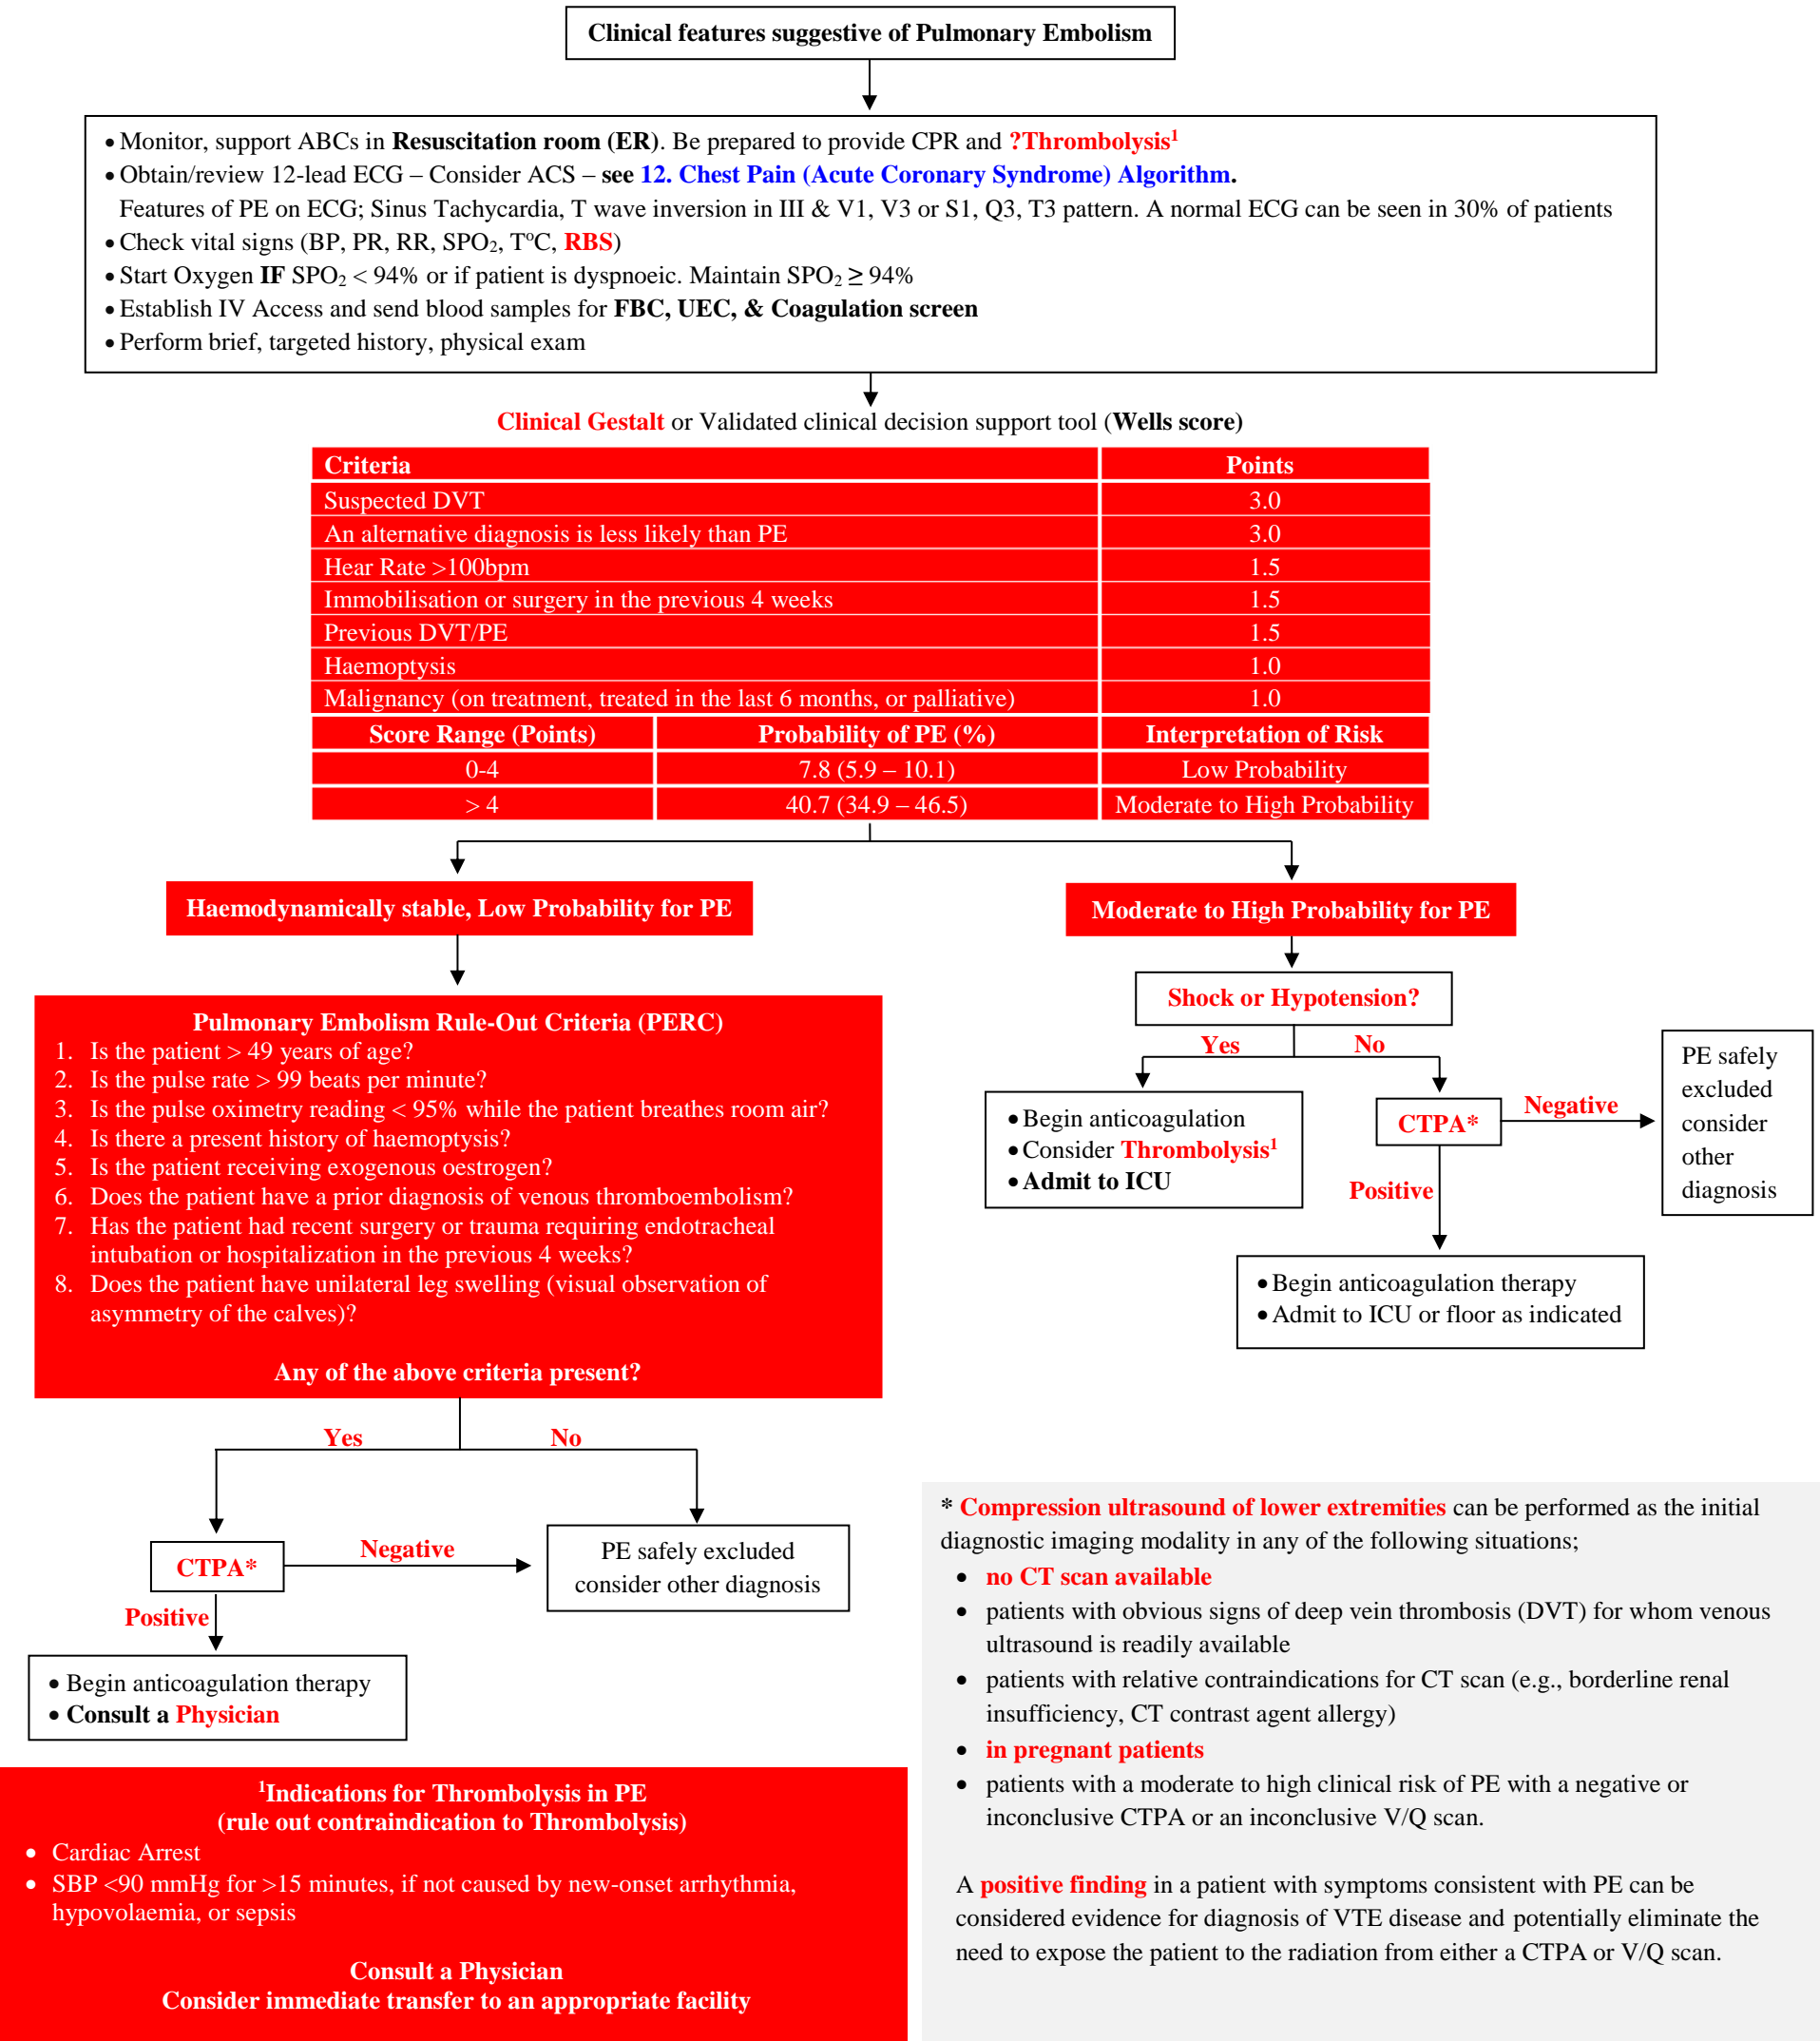 Clinical features suggestive of Pulmonary Embolism
• Monitor, support ABCs in Resuscitation room (ER). Be prepared to provide CPR and ?Thrombolysis¹
• Obtain/review 12-lead ECG – Consider ACS – see 12. Chest Pain (Acute Coronary Syndrome) Algorithm.
Features of PE on ECG; Sinus Tachycardia, T wave inversion in III & V1, V3 or S1, Q3, T3 pattern. A normal ECG can be seen in 30% of patients
• Check vital signs (BP, PR, RR, SPO₂, TºC, RBS)
• Start Oxygen IF SPO₂ < 94% or if patient is dyspnoeic. Maintain SPO₂ ≥ 94%
• Establish IV Access and send blood samples for FBC, UEC, & Coagulation screen
• Perform brief, targeted history, physical exam
Clinical Gestalt or Validated clinical decision support tool (Wells score)
Criteria Points
Suspected DVT 3.0
An alternative diagnosis is less likely than PE 3.0
Hear Rate >100bpm 1.5
Immobilisation or surgery in the previous 4 weeks 1.5
Previous DVT/PE 1.5
Haemoptysis 1.0
Malignancy (on treatment, treated in the last 6 months, or palliative) 1.0
Score Range (Points) Probability of PE (%) Interpretation of Risk
0-4 7.8 (5.9 – 10.1) Low Probability
> 4 40.7 (34.9 – 46.5) Moderate to High Probability
Haemodynamically stable, Low Probability for PE
Pulmonary Embolism Rule-Out Criteria (PERC)
1. Is the patient > 49 years of age?
2. Is the pulse rate > 99 beats per minute?
3. Is the pulse oximetry reading < 95% while the patient breathes room air?
4. Is there a present history of haemoptysis?
5. Is the patient receiving exogenous oestrogen?
6. Does the patient have a prior diagnosis of venous thromboembolism?
7. Has the patient had recent surgery or trauma requiring endotracheal
intubation or hospitalization in the previous 4 weeks?
8. Does the patient have unilateral leg swelling (visual observation of
asymmetry of the calves)?
Any of the above criteria present?
Yes No
CTPA*
Negative
PE safely excluded
consider other diagnosis
Positive
• Begin anticoagulation therapy
• Consult a Physician
Moderate to High Probability for PE
Shock or Hypotension?
Yes No
• Begin anticoagulation
• Consider Thrombolysis¹
• Admit to ICU
CTPA*
Negative
PE safely
excluded
consider
other
diagnosis
Positive
• Begin anticoagulation therapy
• Admit to ICU or floor as indicated
¹Indications for Thrombolysis in PE
(rule out contraindication to Thrombolysis)
• Cardiac Arrest
• SBP <90 mmHg for >15 minutes, if not caused by new-onset arrhythmia,
hypovolaemia, or sepsis
Consult a Physician
Consider immediate transfer to an appropriate facility
* Compression ultrasound of lower extremities can be performed as the initial
diagnostic imaging modality in any of the following situations;
• no CT scan available
• patients with obvious signs of deep vein thrombosis (DVT) for whom venous
ultrasound is readily available
• patients with relative contraindications for CT scan (e.g., borderline renal
insufficiency, CT contrast agent allergy)
• in pregnant patients
• patients with a moderate to high clinical risk of PE with a negative or
inconclusive CTPA or an inconclusive V/Q scan.
A positive finding in a patient with symptoms consistent with PE can be
considered evidence for diagnosis of VTE disease and potentially eliminate the
need to expose the patient to the radiation from either a CTPA or V/Q scan.